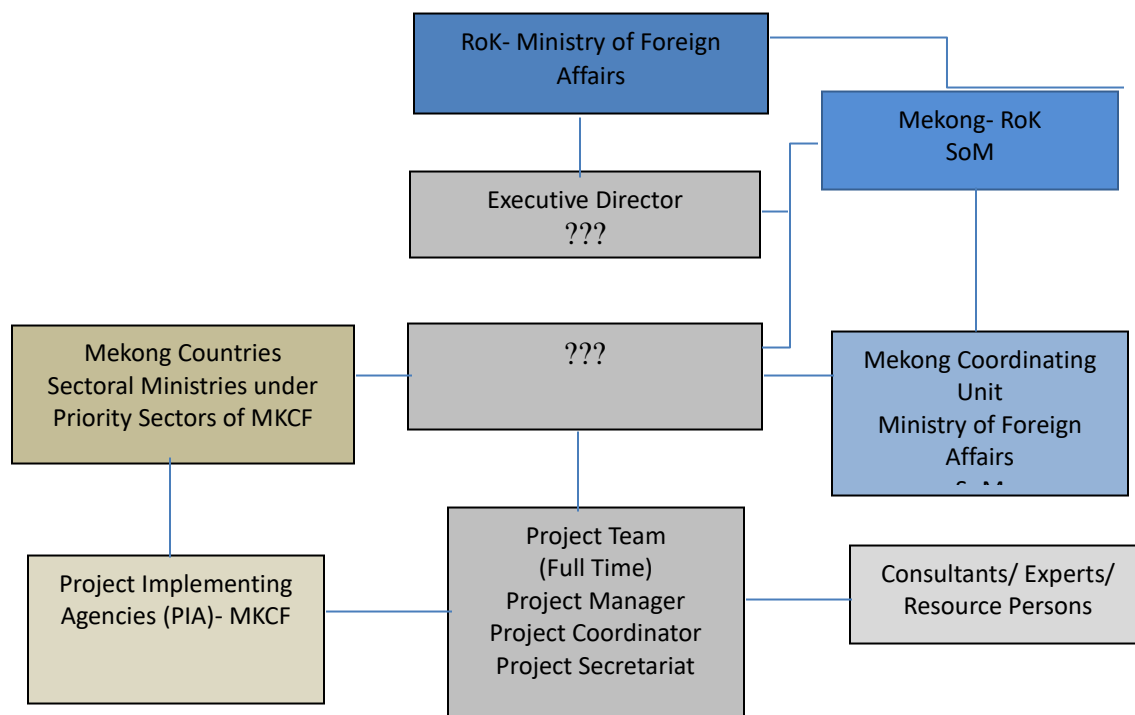 RoK- Ministry of Foreign
Affairs
Mekong- RoK
SoM
Executive Director
???
???
Mekong Countries
Sectoral Ministries under
Priority Sectors of MKCF
Mekong Coordinating
Unit
Ministry of Foreign
Affairs
Project Team
(Full Time)
Project Manager
Project Coordinator
Project Secretariat
Project Implementing
Agencies (PIA)- MKCF
Consultants/ Experts/
Resource Persons